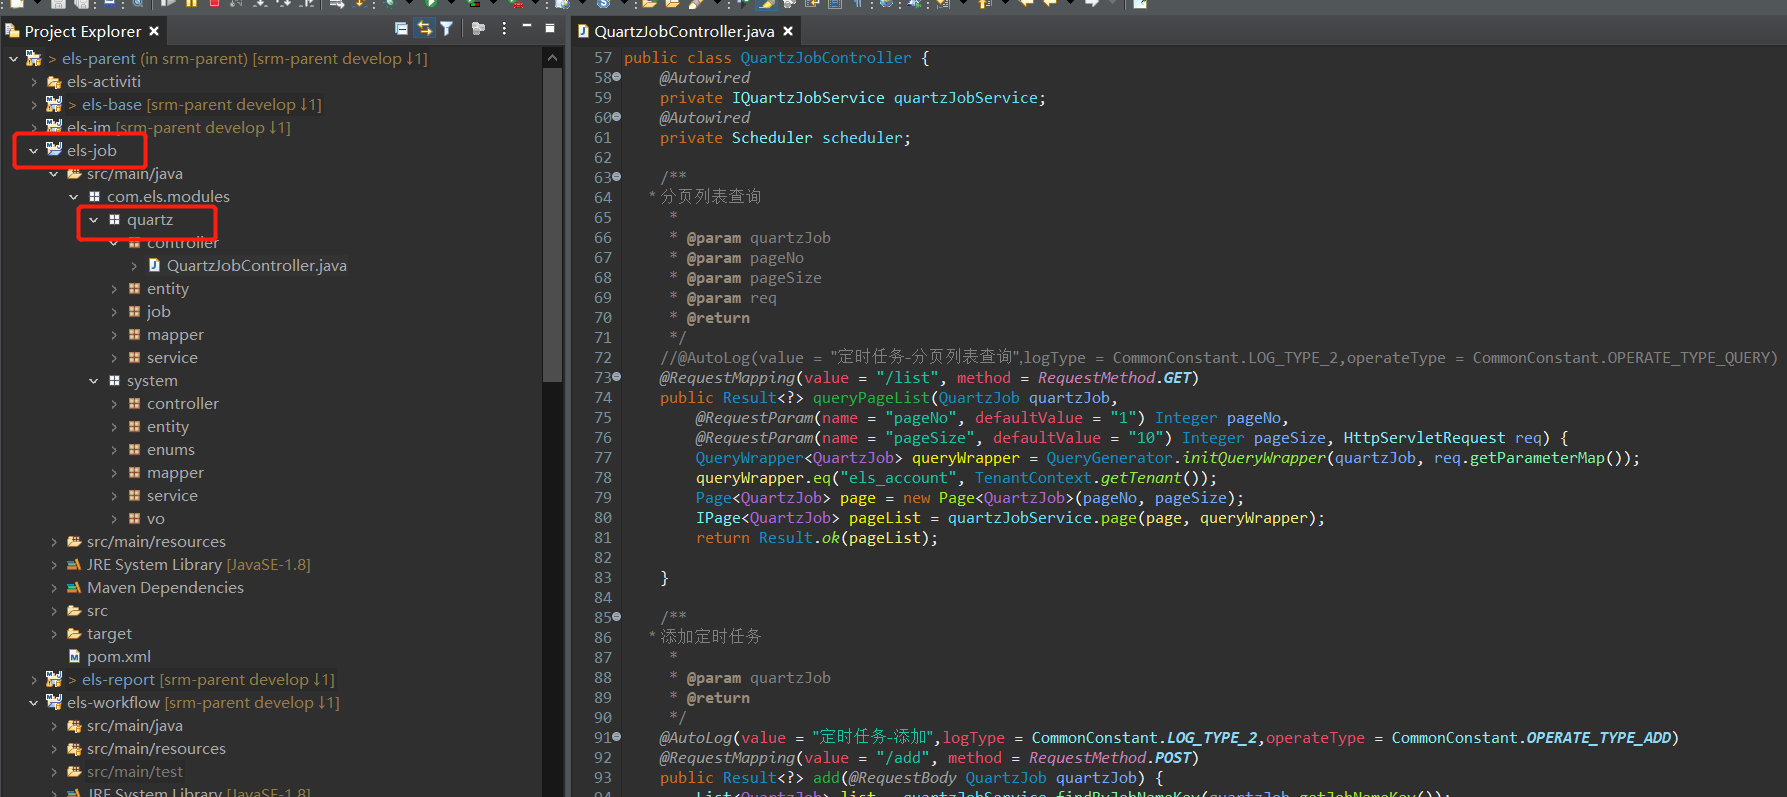 Project Explorer
> els-parent (in srm-parent) [srm-parent develop ↓1]
els-activiti
> els-base [srm-parent develop ↓1]
els-im [srm-parent develop ↓1]
els-job
src/main/java
com.els.modules
quartz
controller
QuartzJobController.java
entity
job
mapper
service
system
controller
entity
enums
mapper
service
vo
src/main/resources
JRE System Library [JavaSE-1.8]
Maven Dependencies
src
target
pom.xml
> els-report [srm-parent develop ↓1]
els-workflow [srm-parent develop ↓1]
src/main/java
src/main/resources
src/main/test
JRE System Library [JavaSE-1.8]
QuartzJobController.java
57 public class QuartzJobController {
58 @Autowired
59 private IQuartzJobService quartzJobService;
60 @Autowired
61 private Scheduler scheduler;
62
63 /**
64 * 分页列表查询
65 *
66 * @param quartzJob
67 * @param pageNo
68 * @param pageSize
69 * @param req
70 * @return
71 */
72 //@AutoLog(value = "定时任务-分页列表查询",logType = CommonConstant.LOG_TYPE_2,operateType = CommonConstant.OPERATE_TYPE_QUERY)
73 @RequestMapping(value = "/list", method = RequestMethod.GET)
74 public Result<?> queryPageList(QuartzJob quartzJob,
75 @RequestParam(name = "pageNo", defaultValue = "1") Integer pageNo,
76 @RequestParam(name = "pageSize", defaultValue = "10") Integer pageSize, HttpServletRequest req) {
77 QueryWrapper<QuartzJob> queryWrapper = QueryGenerator.initQueryWrapper(quartzJob, req.getParameterMap());
78 queryWrapper.eq("els_account", TenantContext.getTenant());
79 Page<QuartzJob> page = new Page<QuartzJob>(pageNo, pageSize);
80 IPage<QuartzJob> pageList = quartzJobService.page(page, queryWrapper);
81 return Result.ok(pageList);
82
83 }
84
85 /**
86 * 添加定时任务
87 *
88 * @param quartzJob
89 * @return
90 */
91 @AutoLog(value = "定时任务-添加",logType = CommonConstant.LOG_TYPE_2,operateType = CommonConstant.OPERATE_TYPE_ADD)
92 @RequestMapping(value = "/add", method = RequestMethod.POST)
93 public Result<?> add(@RequestBody QuartzJob quartzJob) {
94 List<QuartzJob> list = quartzJobService.findByJobNameKey(quartzJob.getJobNameKey());